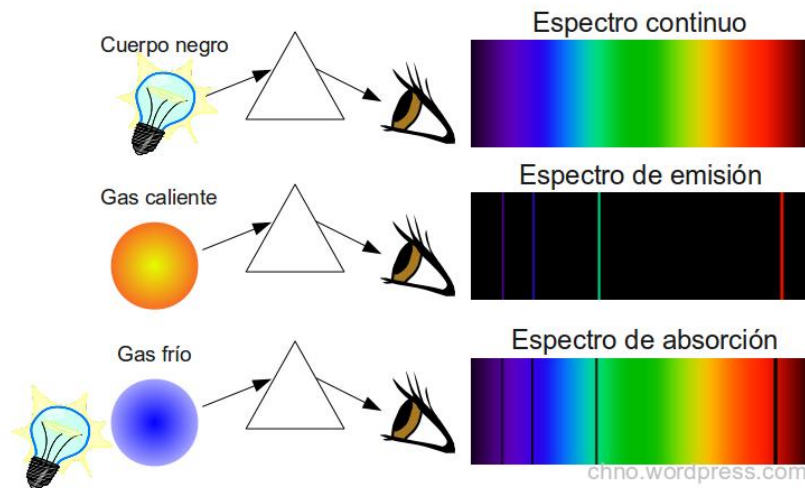 Cuerpo negro
Espectro continuo
Gas caliente
Espectro de emisión
Gas frío
Espectro de absorción
chno.wordpress.com